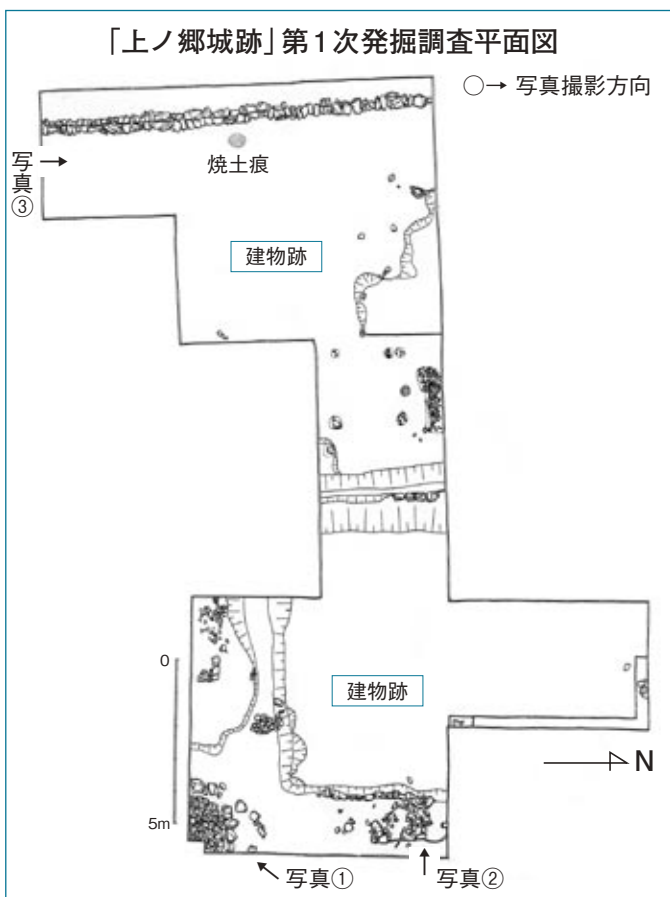 「上ノ郷城跡」第1次発掘調査平面図
○→ 写真撮影方向
写真③ →
焼土痕
建物跡
0
建物跡
N
5m
写真①
写真②